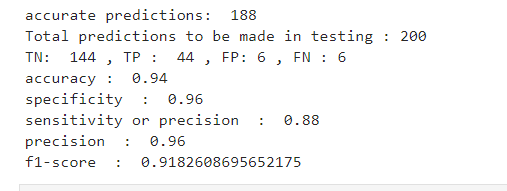 accurate predictions:  188
Total predictions to be made in testing : 200
TN:  144 , TP :  44 , FP: 6 , FN : 6
accuracy :  0.94
specificity  :  0.96
sensitivity or precision  :  0.88
precision  :  0.96
f1-score  :  0.9182608695652175